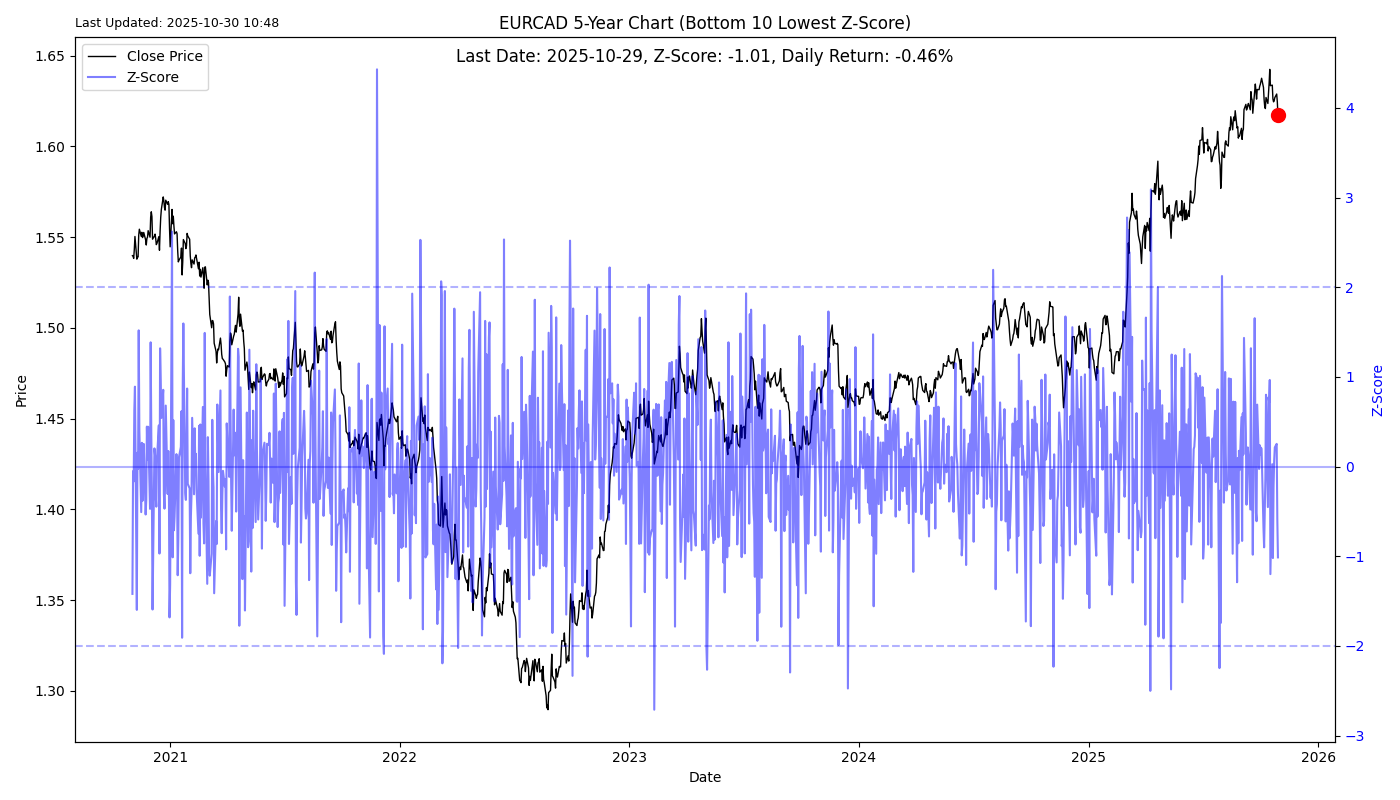 Last Updated: 2025-10-30 10:48
EURCAD 5-Year Chart (Bottom 10 Lowest Z-Score)
Last Date: 2025-10-29, Z-Score: -1.01, Daily Return: -0.46%
Close Price
Z-Score
Price
1.65
1.60
1.55
1.50
1.45
1.40
1.35
1.30
4
3
2
1
0
−1
−2
−3
Z-Score
2021
2022
2023
2024
2025
2026
Date